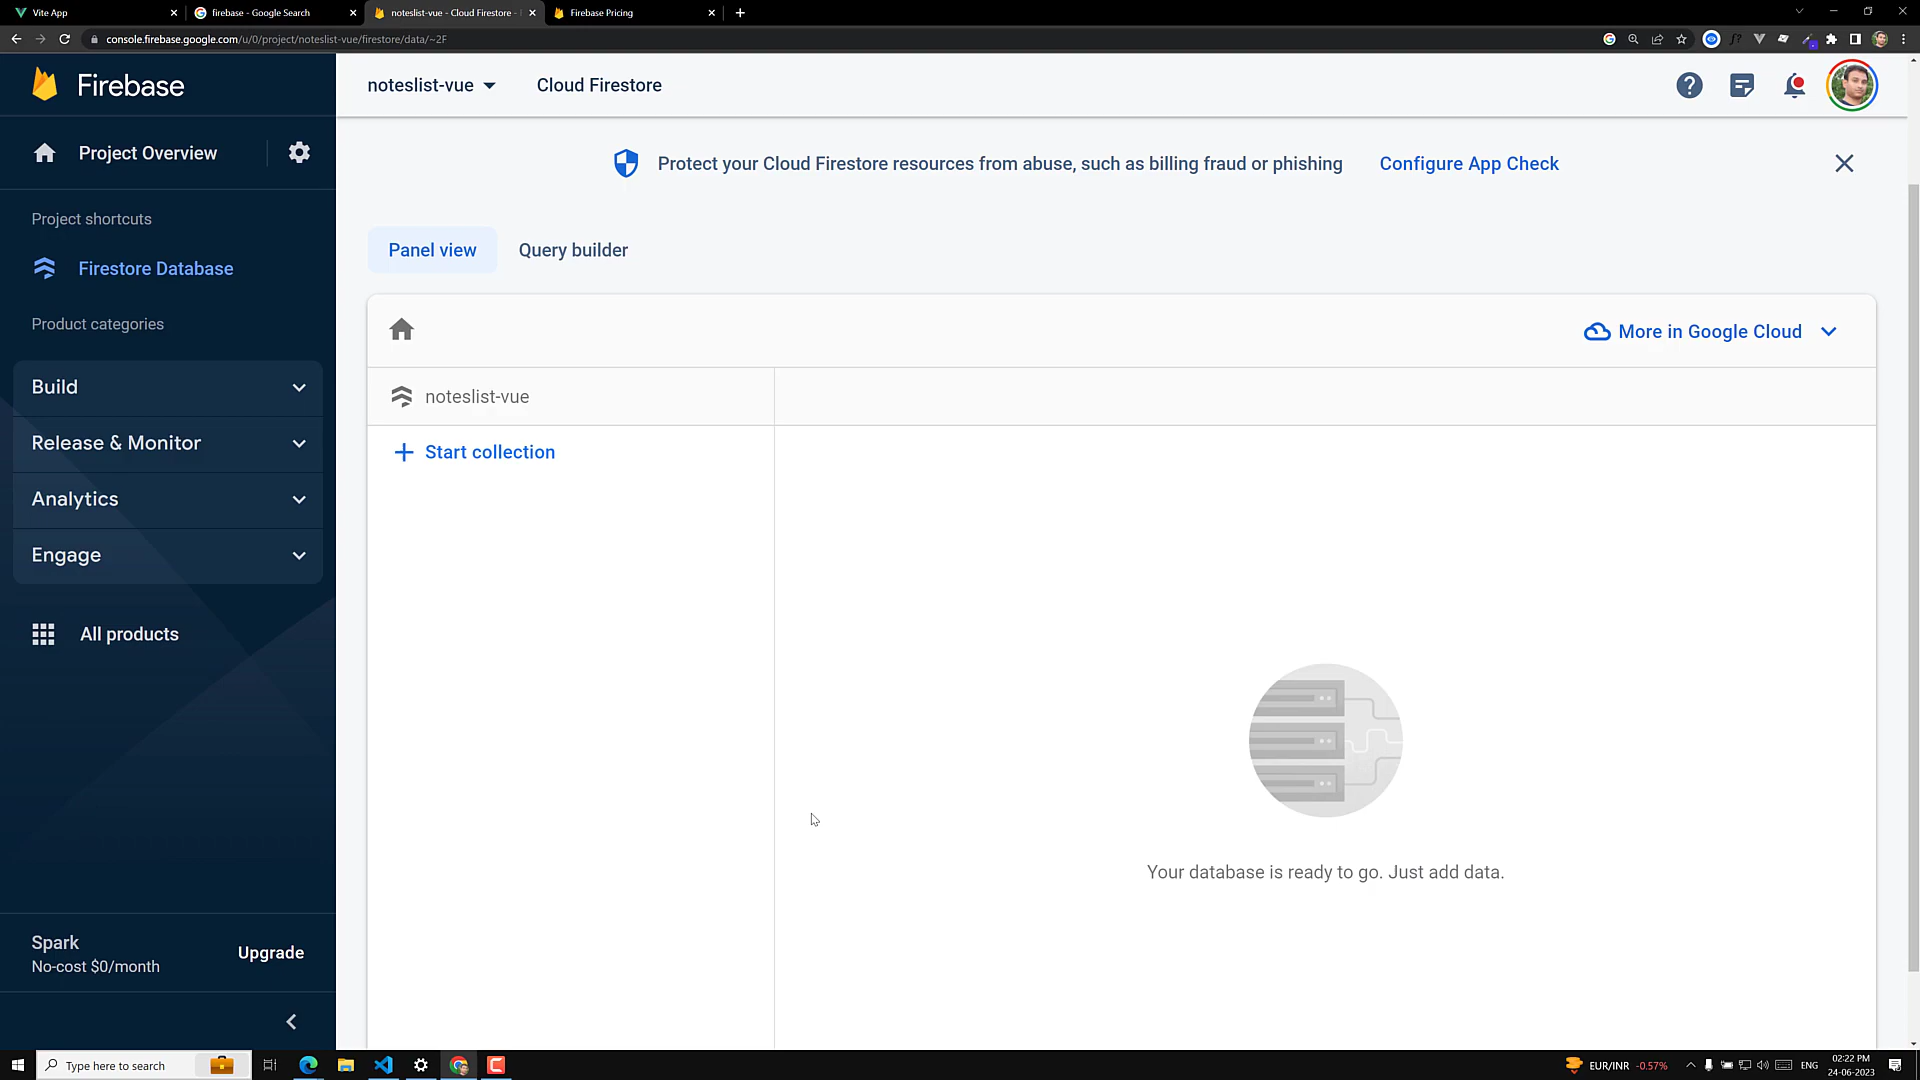 Vite App
firebase - Google Search
noteslist-vue - Cloud Firestore -
Firebase Pricing
console.firebase.google.com/u/0/project/noteslist-vue/firestore/data/~2F
Firebase
noteslist-vue
Cloud Firestore
Project Overview
Protect your Cloud Firestore resources from abuse, such as billing fraud or phishing
Configure App Check
Project shortcuts
Firestore Database
Panel view
Query builder
Product categories
More in Google Cloud
Build
noteslist-vue
Release & Monitor
Start collection
Analytics
Engage
All products
Your database is ready to go. Just add data.
Spark
No-cost $0/month
Upgrade
Type here to search
EUR/INR -0.57%
ENG
02:22 PM
24-06-2023